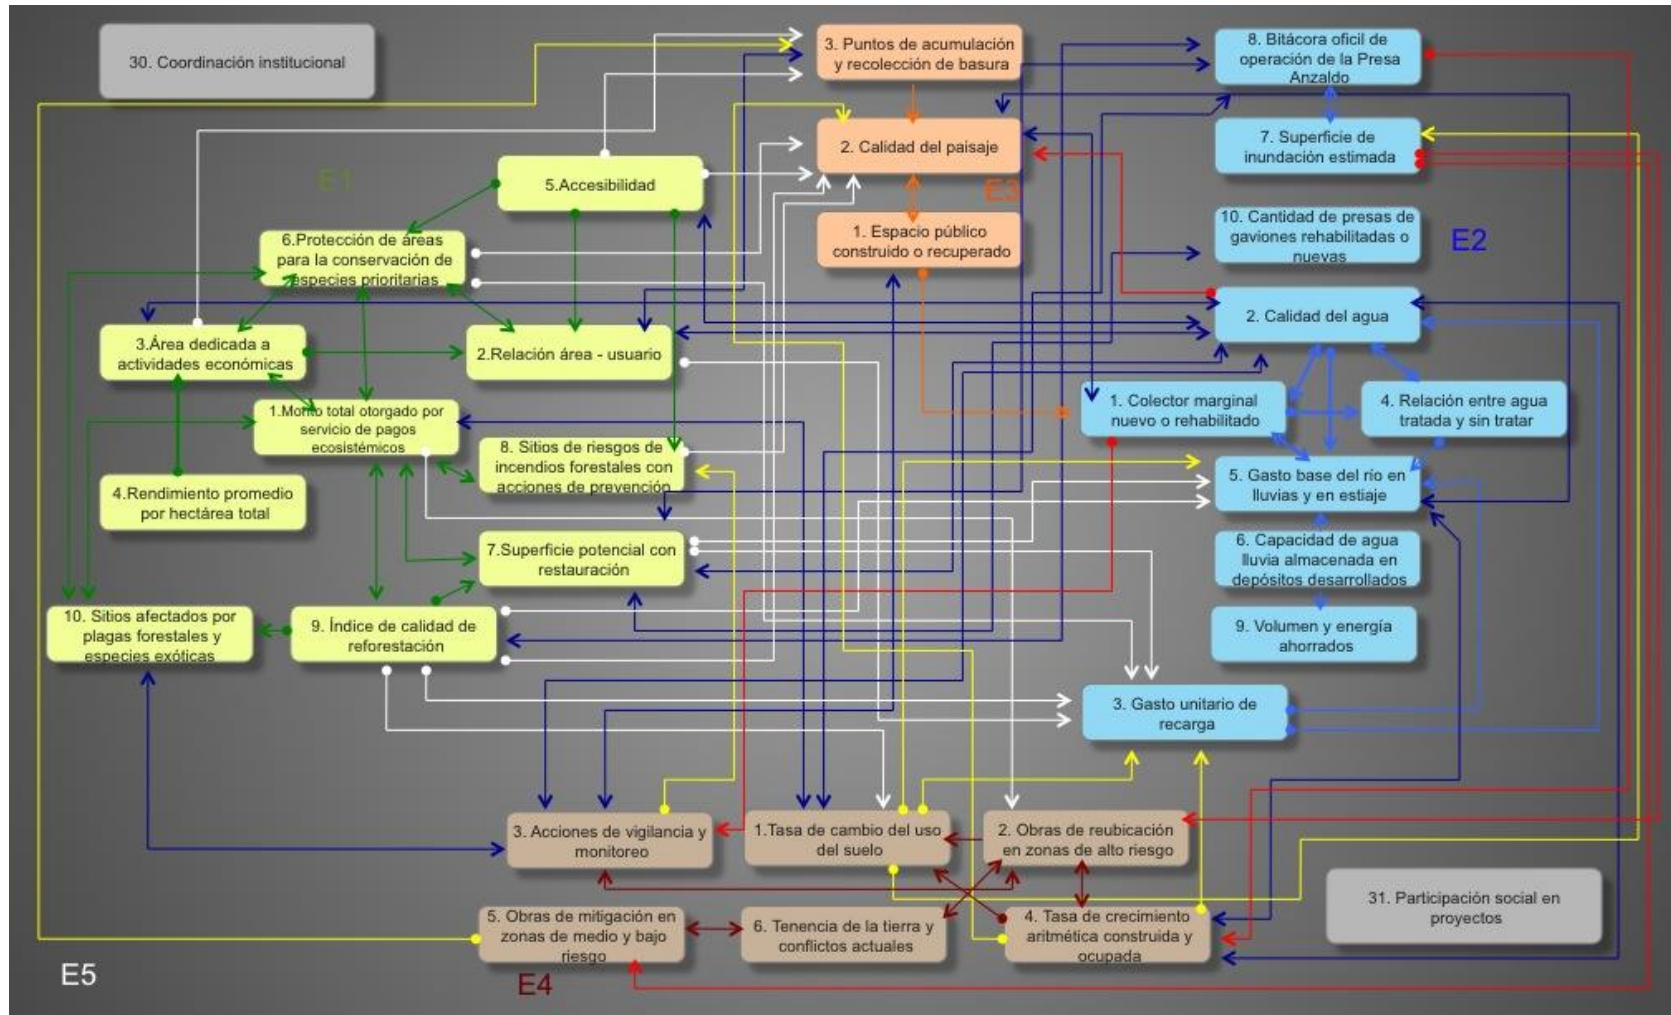 30. Coordinación institucional
3. Puntos de acumulación
y recolección de basura
8. Bitácora oficil de
operación de la Presa
Anzaldo
2. Calidad del paisaje
7. Superficie de
inundación estimada
E1
5.Accesibilidad
E3
10. Cantidad de presas de
gaviones rehabilitadas o
nuevas
E2
6.Protección de áreas
para la conservación de
especies prioritarias
1. Espacio público
construido o recuperado
2. Calidad del agua
3.Área dedicada a
actividades económicas
2.Relación área - usuario
1.Monto total otorgado por
servicio de pagos
ecosistémicos
1. Colector marginal
nuevo o rehabilitado
4. Relación entre agua
tratada y sin tratar
8. Sitios de riesgos de
incendios forestales con
acciones de prevención
4.Rendimiento promedio
por hectárea total
5. Gasto base del río en
lluvias y en estiaje
7.Superficie potencial con
restauración
6. Capacidad de agua
lluvia almacenada en
depósitos desarrollados
10. Sitios afectados por
plagas forestales y
especies exóticas
9. Índice de calidad de
reforestación
9. Volumen y energía
ahorrados
3. Gasto unitario de
recarga
3. Acciones de vigilancia y
monitoreo
1.Tasa de cambio del uso
del suelo
2. Obras de reubicación
en zonas de alto riesgo
31. Participación social en
proyectos
5. Obras de mitigación en
zonas de medio y bajo
riesgo
6. Tenencia de la tierra y
conflictos actuales
4. Tasa de crecimiento
aritmética construida y
ocupada
E5
E4